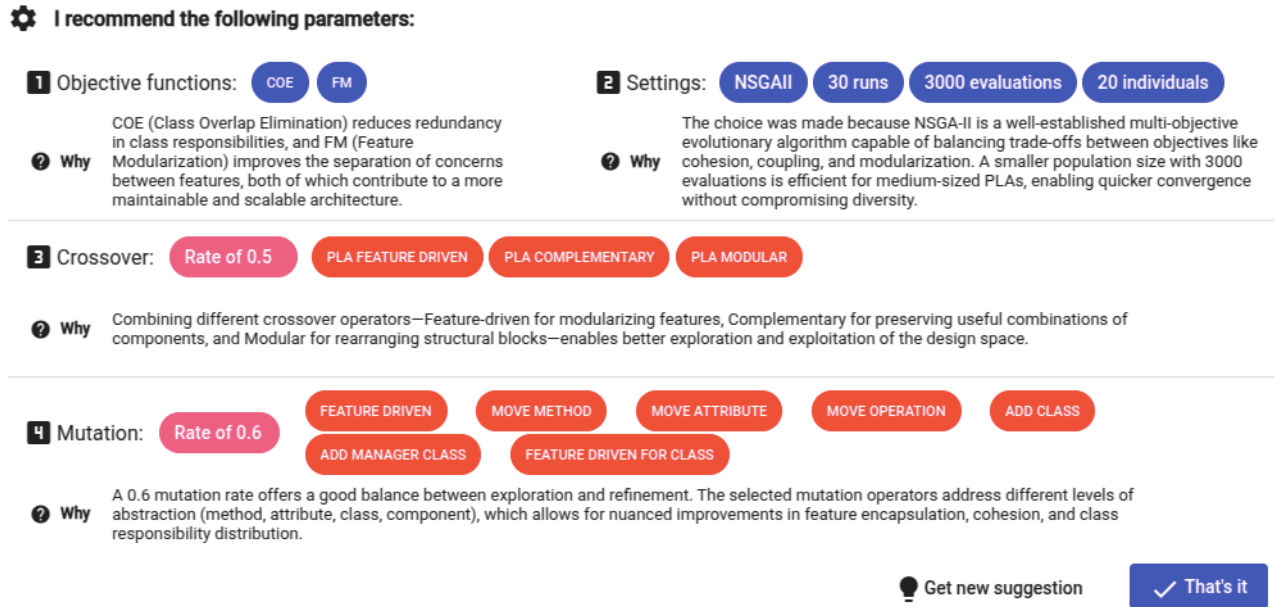 I recommend the following parameters:
1 Objective functions: COE FM
COE (Class Overlap Elimination) reduces redundancy
in class responsibilities, and FM (Feature
? Why Modularization) improves the separation of concerns
between features, both of which contribute to a more
maintainable and scalable architecture.
2 Settings: NSGAII 30 runs 3000 evaluations 20 individuals
The choice was made because NSGA-II is a well-established multi-objective
evolutionary algorithm capable of balancing trade-offs between objectives like
? Why cohesion, coupling, and modularization. A smaller population size with 3000
evaluations is efficient for medium-sized PLAs, enabling quicker convergence
without compromising diversity.
3 Crossover: Rate of 0.5 PLA FEATURE DRIVEN PLA COMPLEMENTARY PLA MODULAR
? Why Combining different crossover operators—Feature-driven for modularizing features, Complementary for preserving useful combinations of
components, and Modular for rearranging structural blocks—enables better exploration and exploitation of the design space.
4 Mutation: Rate of 0.6 FEATURE DRIVEN MOVE METHOD MOVE ATTRIBUTE MOVE OPERATION ADD CLASS
ADD MANAGER CLASS FEATURE DRIVEN FOR CLASS
A 0.6 mutation rate offers a good balance between exploration and refinement. The selected mutation operators address different levels of
? Why abstraction (method, attribute, class, component), which allows for nuanced improvements in feature encapsulation, cohesion, and class
responsibility distribution.
Get new suggestion That's it